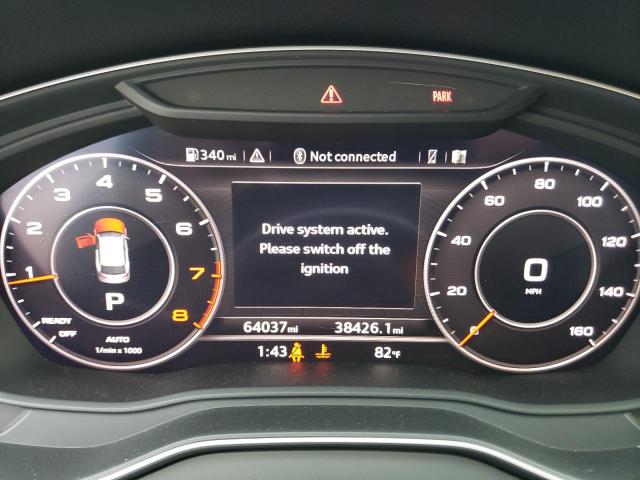 PARK
340 mi Not connected
1 2 3 4 5 6 7 8
READY
OFF
P
AUTO
1/min x 1000
Drive system active.
Please switch off the
ignition
0 20 40 60 80 100 120 140 160
0
MPH
64037mi 38426.1mi
1:43 82°F